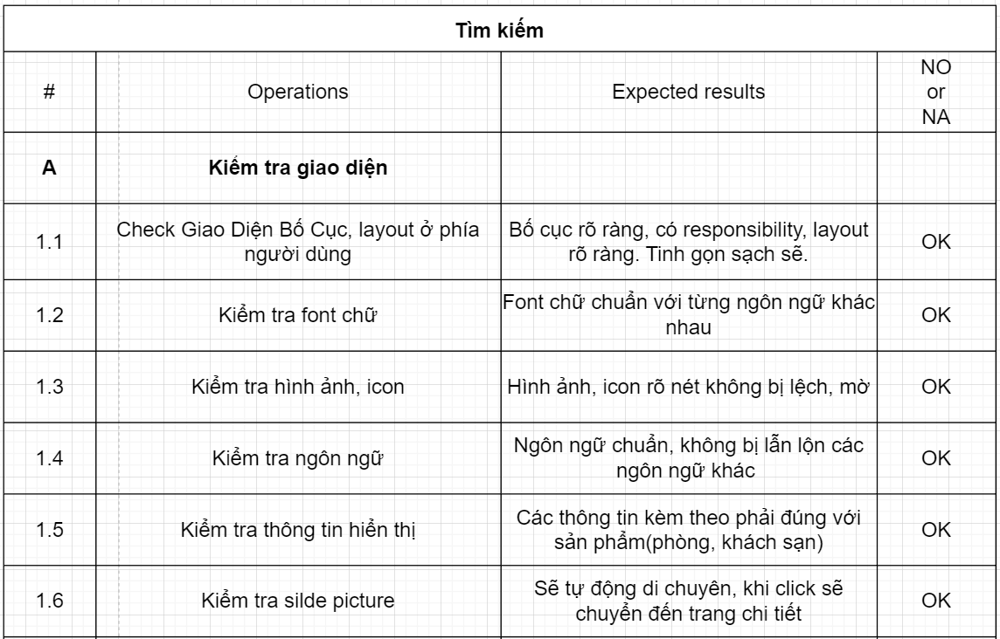 Tìm kiếm
#
Operations
Expected results
NO
or
NA
A
Kiểm tra giao diện
1.1
Check Giao Diện Bố Cục, layout ở phía
người dùng
Bố cục rõ ràng, có responsibility, layout
rõ ràng. Tinh gọn sạch sẽ.
OK
1.2
Kiểm tra font chữ
Font chữ chuẩn với từng ngôn ngữ khác
nhau
OK
1.3
Kiểm tra hình ảnh, icon
Hình ảnh, icon rõ nét không bị lệch, mờ
OK
1.4
Kiểm tra ngôn ngữ
Ngôn ngữ chuẩn, không bị lẫn lộn các
ngôn ngữ khác
OK
1.5
Kiểm tra thông tin hiển thị
Các thông tin kèm theo phải đúng với
sản phẩm(phòng, khách sạn)
OK
1.6
Kiểm tra silde picture
Sẽ tự động di chuyên, khi click sẽ
chuyển đến trang chi tiết
OK